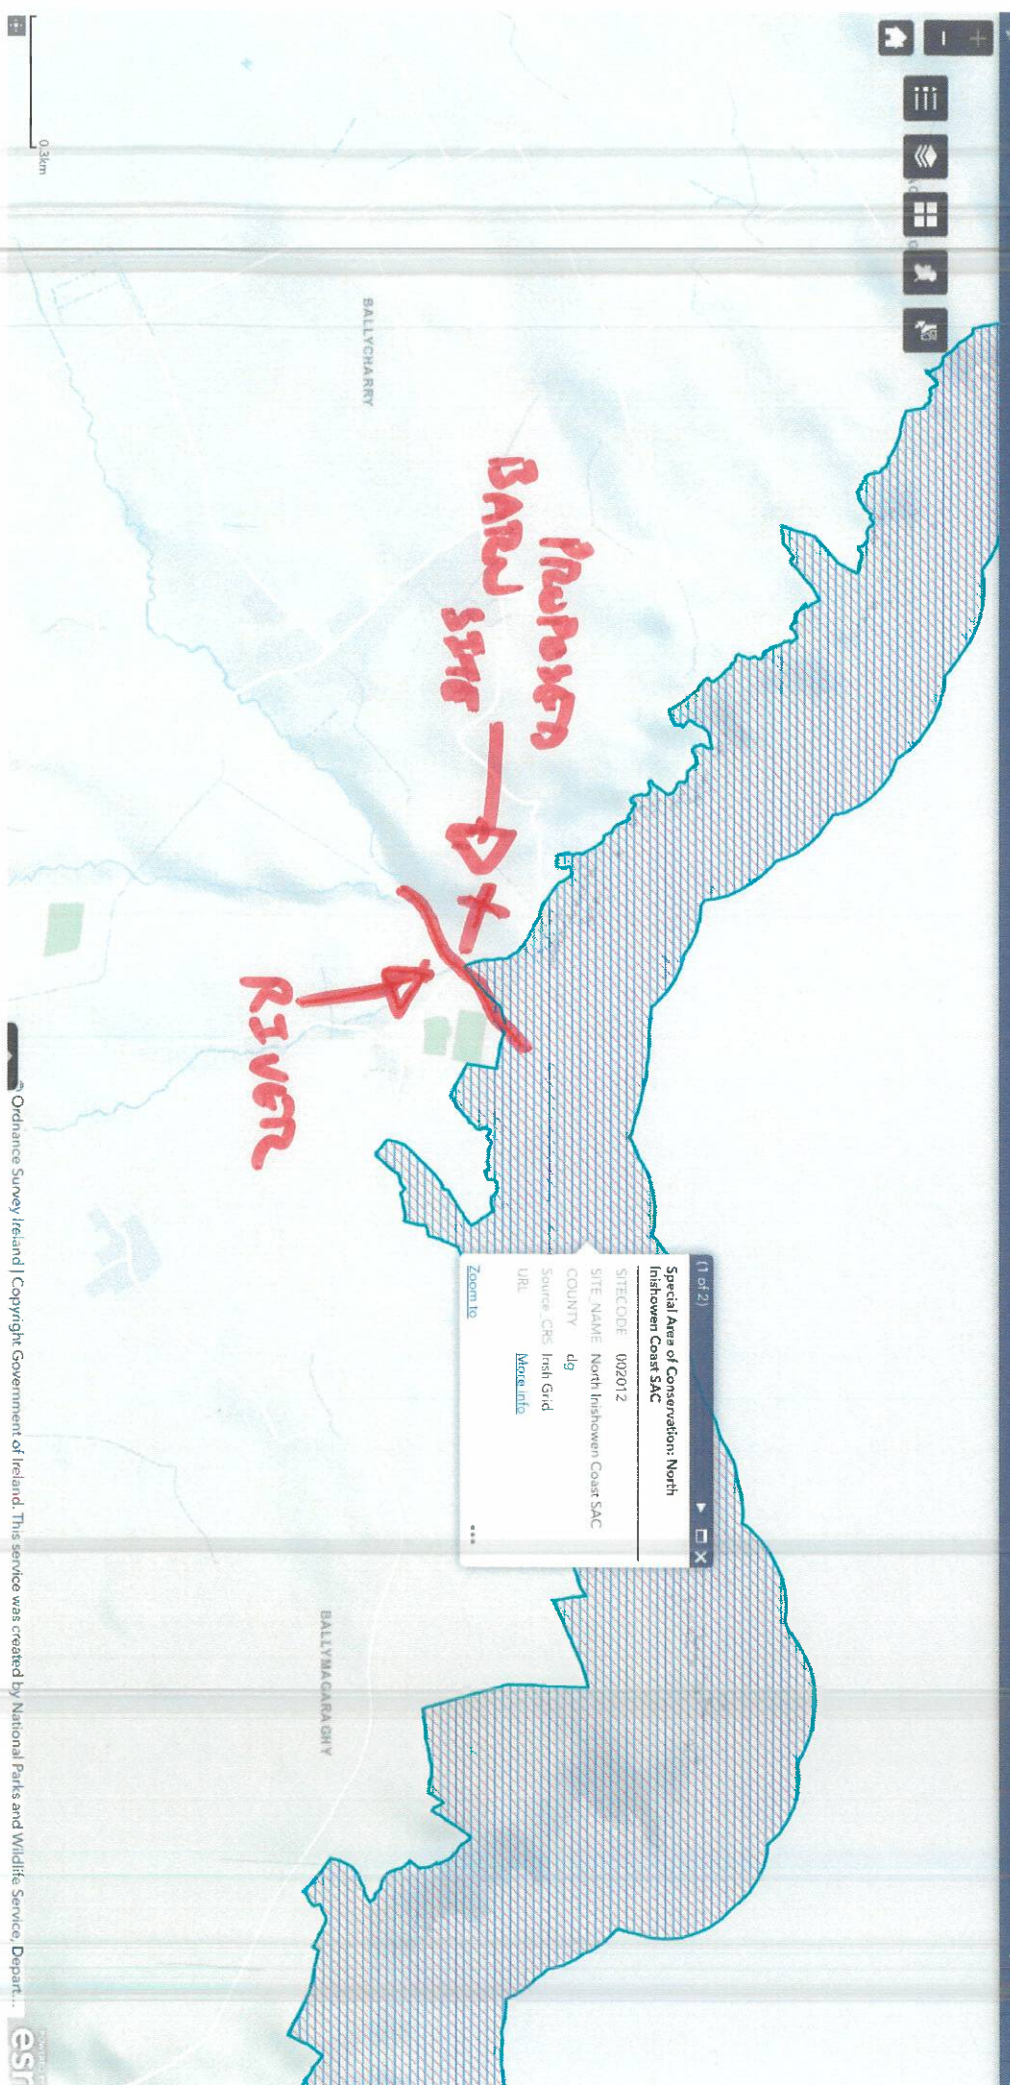 0.3km
BALLYCHARRY
PROPOSED
BARN SITE
RIVER
(1 of 2)
Special Area of Conservation: North
Inishowen Coast SAC
SITECODE 002012
SITE_NAME North Inishowen Coast SAC
COUNTY dg
Source_CRS Irish Grid
URL More info
Zoom to
BALLYMAGARAGHY
Ordnance Survey Ireland | Copyright Government of Ireland. This service was created by National Parks and Wildlife Service, Depart...
esri